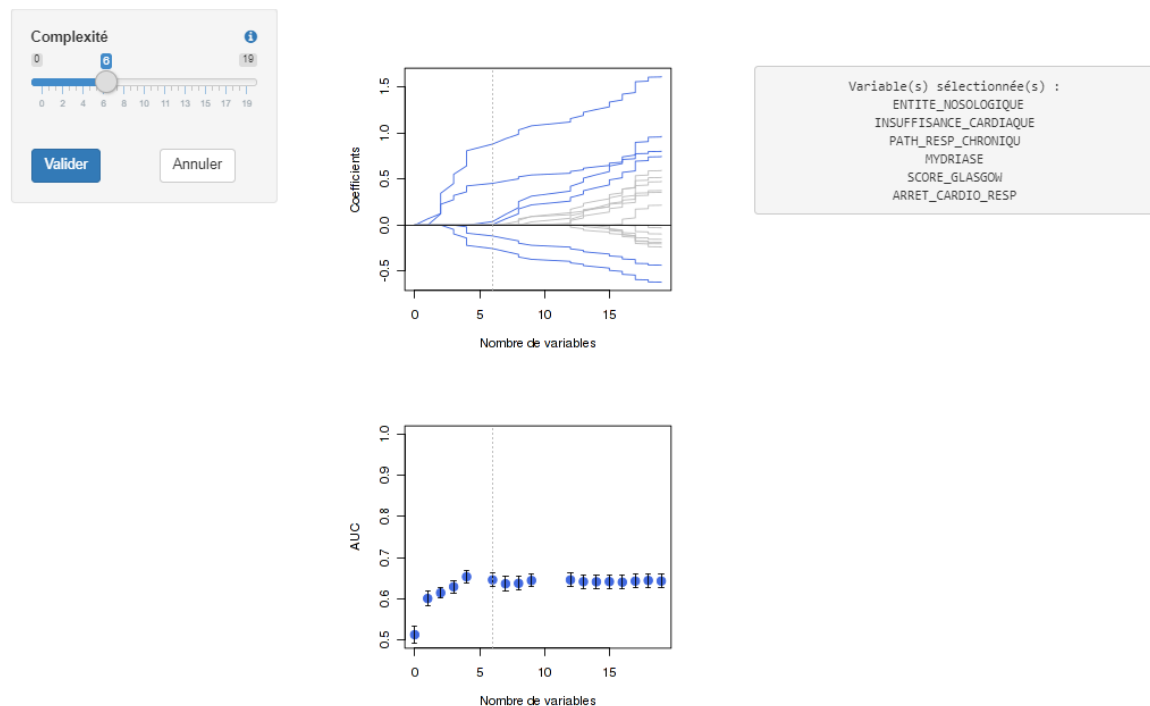 Complexité
0 6 19
0 2 4 6 8 10 11 13 15 17 19
Valider Annuler
Coefficients
1.5
1.0
0.5
0.0
-0.5
0 5 10 15
Nombre de variables
Variable(s) sélectionnée(s) :
ENTITE_NOSOLOGIQUE
INSUFFISANCE_CARDIAQUE
PATH_RESP_CHRONIQU
MYDRIASE
SCORE_GLASGOW
ARRET_CARDIO_RESP
AUC
1.0
0.9
0.8
0.7
0.6
0.5
0 5 10 15
Nombre de variables